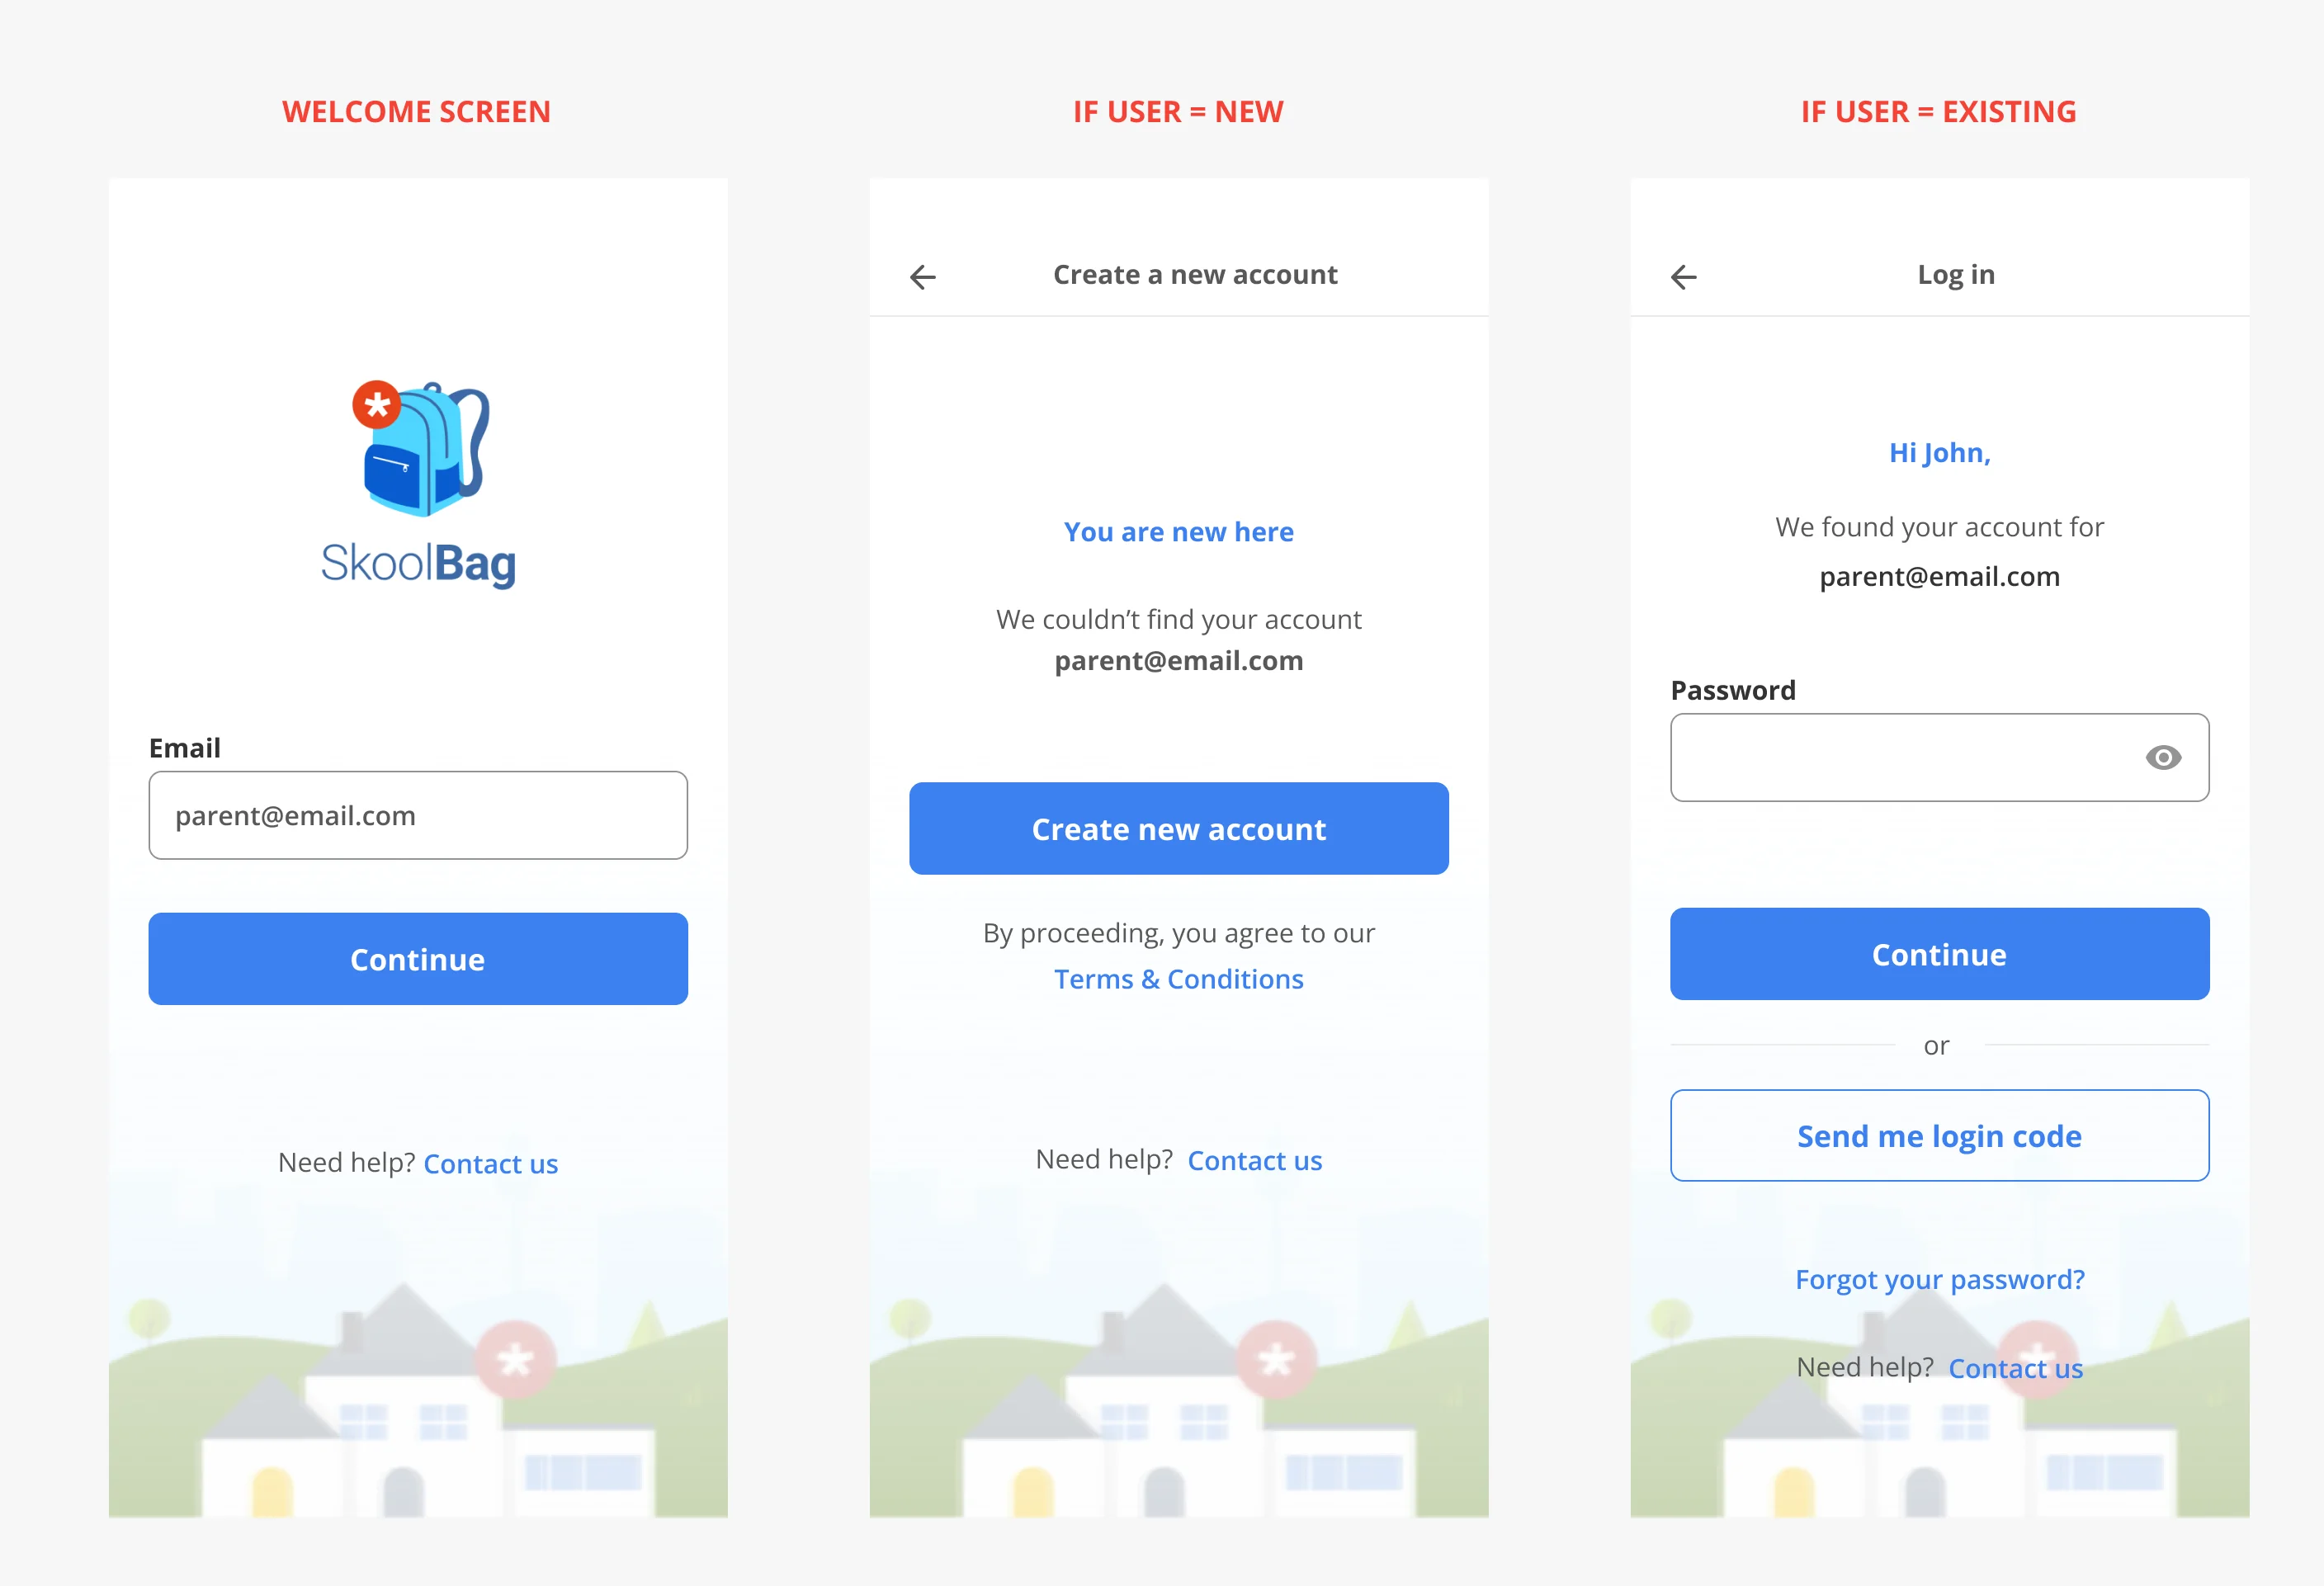 WELCOME SCREEN
SkoolBag
Email
parent@email.com
Continue
Need help? Contact us
IF USER = NEW
Create a new account
You are new here
We couldn’t find your account
parent@email.com
Create new account
By proceeding, you agree to our
Terms & Conditions
Need help? Contact us
IF USER = EXISTING
Log in
Hi John,
We found your account for
parent@email.com
Password
Continue
or
Send me login code
Forgot your password?
Need help? Contact us